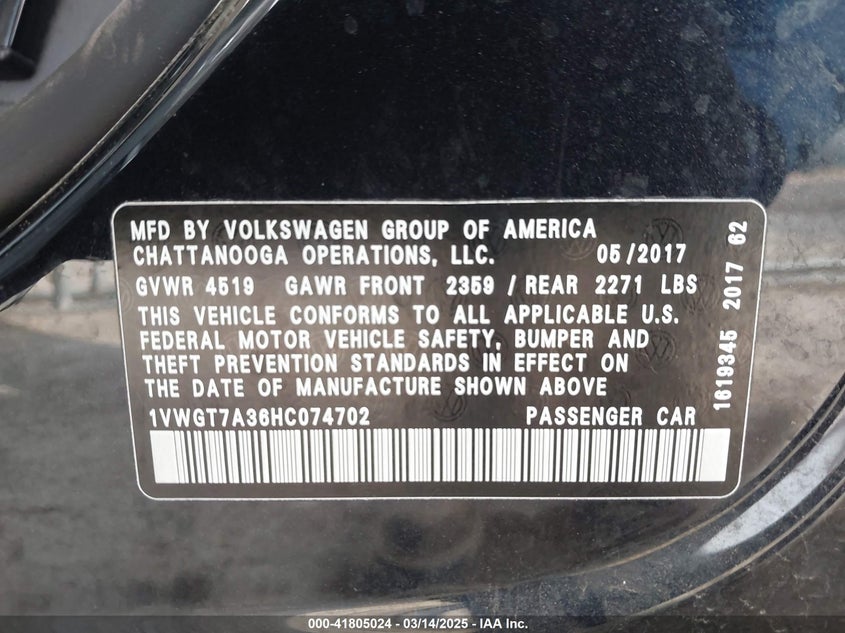 MFD BY VOLKSWAGEN GROUP OF AMERICA
CHATTANOOGA OPERATIONS, LLC. 05/2017
GVWR 4519 GAWR FRONT 2359 / REAR 2271 LBS
THIS VEHICLE CONFORMS TO ALL APPLICABLE U.S.
FEDERAL MOTOR VEHICLE SAFETY, BUMPER AND
THEFT PREVENTION STANDARDS IN EFFECT ON
THE DATE OF MANUFACTURE SHOWN ABOVE
1VWGT7A36HC074702 PASSENGER CAR
1619345 2017 62
000-41805024 - 03/14/2025 - IAA Inc.